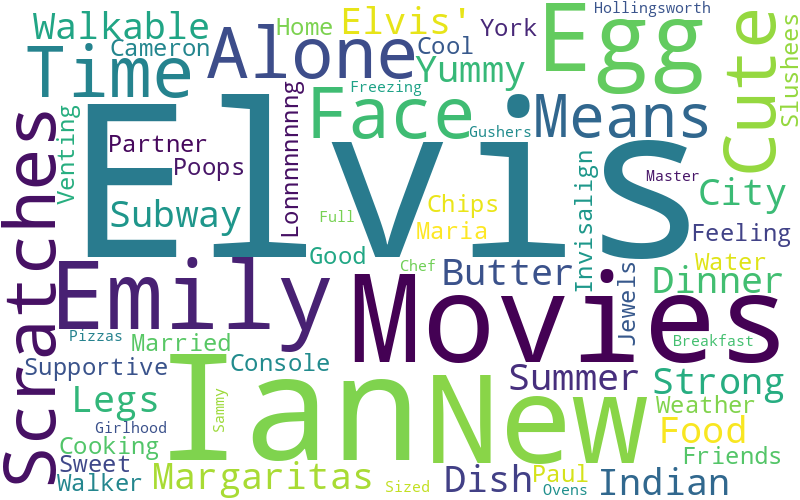 Hollingsworth
Walkable
Home
Elvis'
York
Egg
Cute
Slushees
Time
Cameron
Alone
Cool
Yummy
Freezing
Face
Means
Gushers
Elvis
Scratches
Venting
Partner
Poops
Lonnnnnnnng
Invisalign
Master
City
Subway
Full
Chips
Maria
Feeling
Good
Chef
Butter
Water
Emily
Movies
Jewels
Dinner
Pizzas
Married
Breakfast
Supportive
Console
Ian
New
Summer
Strong
Legs
Sammy
Weather
Girlhood
Food
Cooking
Friends
Sweet
Walker
Margaritas
Sized
Dish
Paul
Ovens
Indian